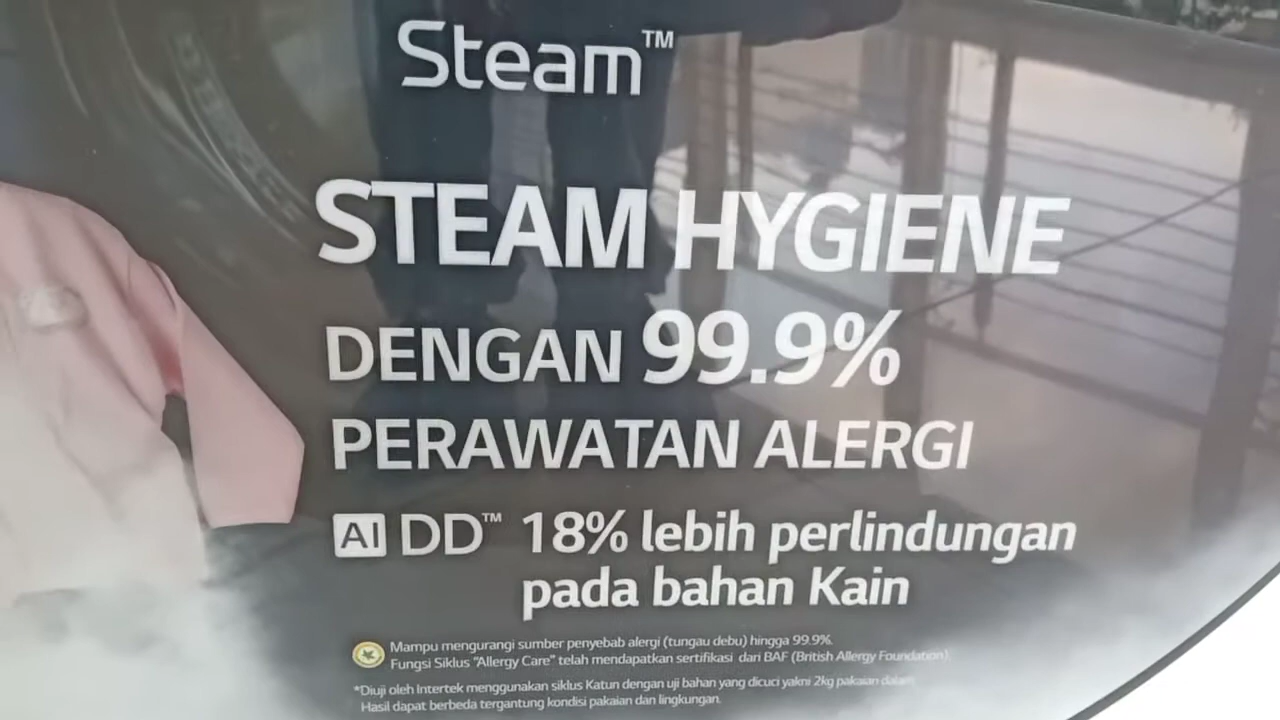 Steam™
STEAM HYGIENE
DENGAN 99.9%
PERAWATAN ALERGI
AI DD™ 18% lebih perlindungan
pada bahan Kain
Mampu mengurangi sumber penyebab alergi (tungau debu) hingga 99.9%.
Fungsi Siklus "Allergy Care" telah mendapatkan sertifikasi dari BAF (British Allergy Foundation).
*Diuji oleh Intertek menggunakan siklus Katun dengan uji bahan yang dicuci yakni 2kg pakaian dalam.
Hasil dapat berbeda tergantung kondisi pakaian dan lingkungan.